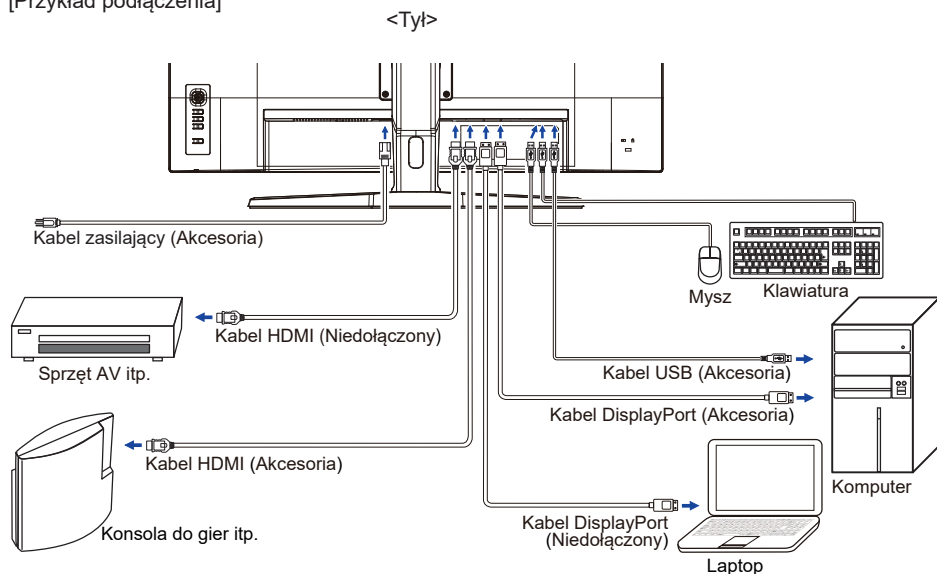 [Przykład podłączenia]
<Tył>
Kabel zasilający (Akcesoria)
Mysz
Klawiatura
Kabel HDMI (Niedołączony)
Sprzęt AV itp.
Kabel USB (Akcesoria)
Kabel DisplayPort (Akcesoria)
Kabel HDMI (Akcesoria)
Komputer
Konsola do gier itp.
Kabel DisplayPort
(Niedołączony)
Laptop